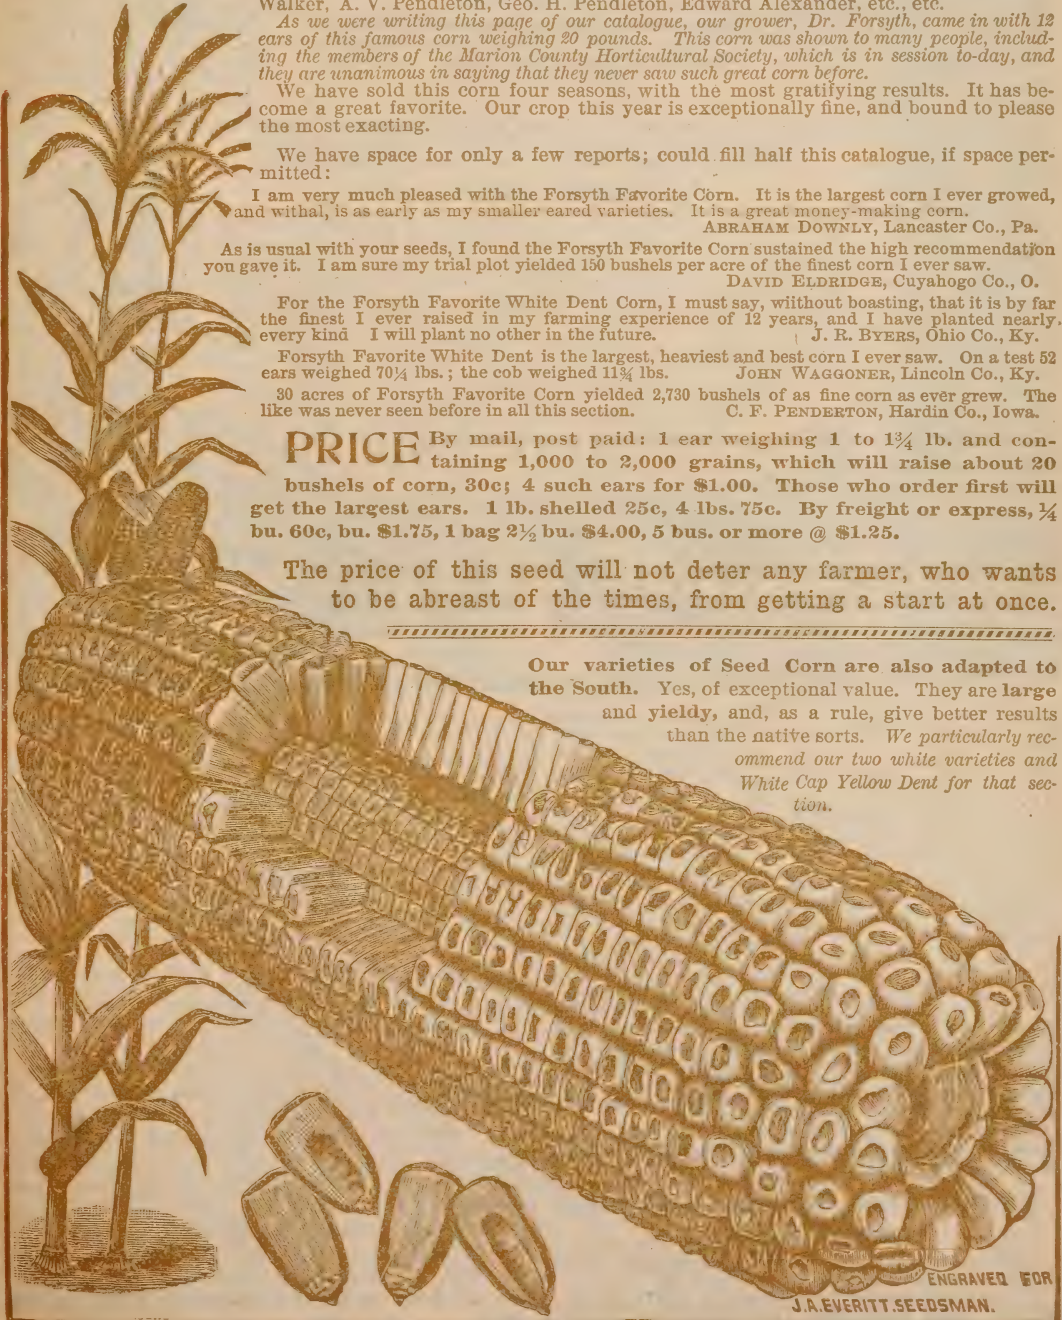 Walker, A. V. Pendleton, Geo. H. Pendleton, Edward Alexander, etc., etc.
As we were writing this page of our catalogue, our grower, Dr. Forsyth, came in with 12
ears of this famous corn weighing 20 pounds. This corn was shown to many people, includ-
ing the members of the Marion County Horticultural Society, which is in session to-day, and
they are unanimous in saying that they never saw such great corn before.
We have sold this corn four seasons, with the most gratifying results. It has be-
come a great favorite. Our crop this year is exceptionally fine, and bound to please
the most exacting.
We have space for only a few reports; could fill half this catalogue, if space per-
mitted:
I am very much pleased with the Forsyth Favorite Corn. It is the largest corn I ever growed,
and withal, is as early as my smaller eared varieties. It is a great money-making corn.
ABRAHAM DOWNLY, Lancaster Co., Pa.
As is usual with your seeds, I found the Forsyth Favorite Corn sustained the high recommendation
you gave it. I am sure my trial plot yielded 150 bushels per acre of the finest corn I ever saw.
DAVID ELDRIDGE, Cuyahogo Co., O.
For the Forsyth Favorite White Dent Corn, I must say, wiithout boasting, that it is by far
the finest I ever raised in my farming experience of 12 years, and I have planted nearly
every kind I will plant no other in the future. J. R. BYERS, Ohio Co., Ky.
Forsyth Favorite White Dent is the largest, heaviest and best corn I ever saw. On a test 52
ears weighed 70¼ lbs.; the cob weighed 11¾ lbs. JOHN WAGGONER, Lincoln Co., Ky.
30 acres of Forsyth Favorite Corn yielded 2,730 bushels of as fine corn as ever grew. The
like was never seen before in all this section. C. F. PENDERTON, Hardin Co., Iowa.
PRICE By mail, post paid: 1 ear weighing 1 to 1¾ lb. and con-
taining 1,000 to 2,000 grains, which will raise about 20
bushels of corn, 30c; 4 such ears for $1.00. Those who order first will
get the largest ears. 1 lb. shelled 25c, 4 lbs. 75c. By freight or express, ¼
bu. 60c, bu. $1.75, 1 bag 2½ bu. $4.00, 5 bus. or more @ $1.25.
The price of this seed will not deter any farmer, who wants
to be abreast of the times, from getting a start at once.
Our varieties of Seed Corn are also adapted to
the South. Yes, of exceptional value. They are large
and yieldy, and, as a rule, give better results
than the native sorts. We particularly rec-
ommend our two white varieties and
White Cap Yellow Dent for that sec-
tion.
ENGRAVED FOR
J.A.EVERITT.SEEDSMAN.